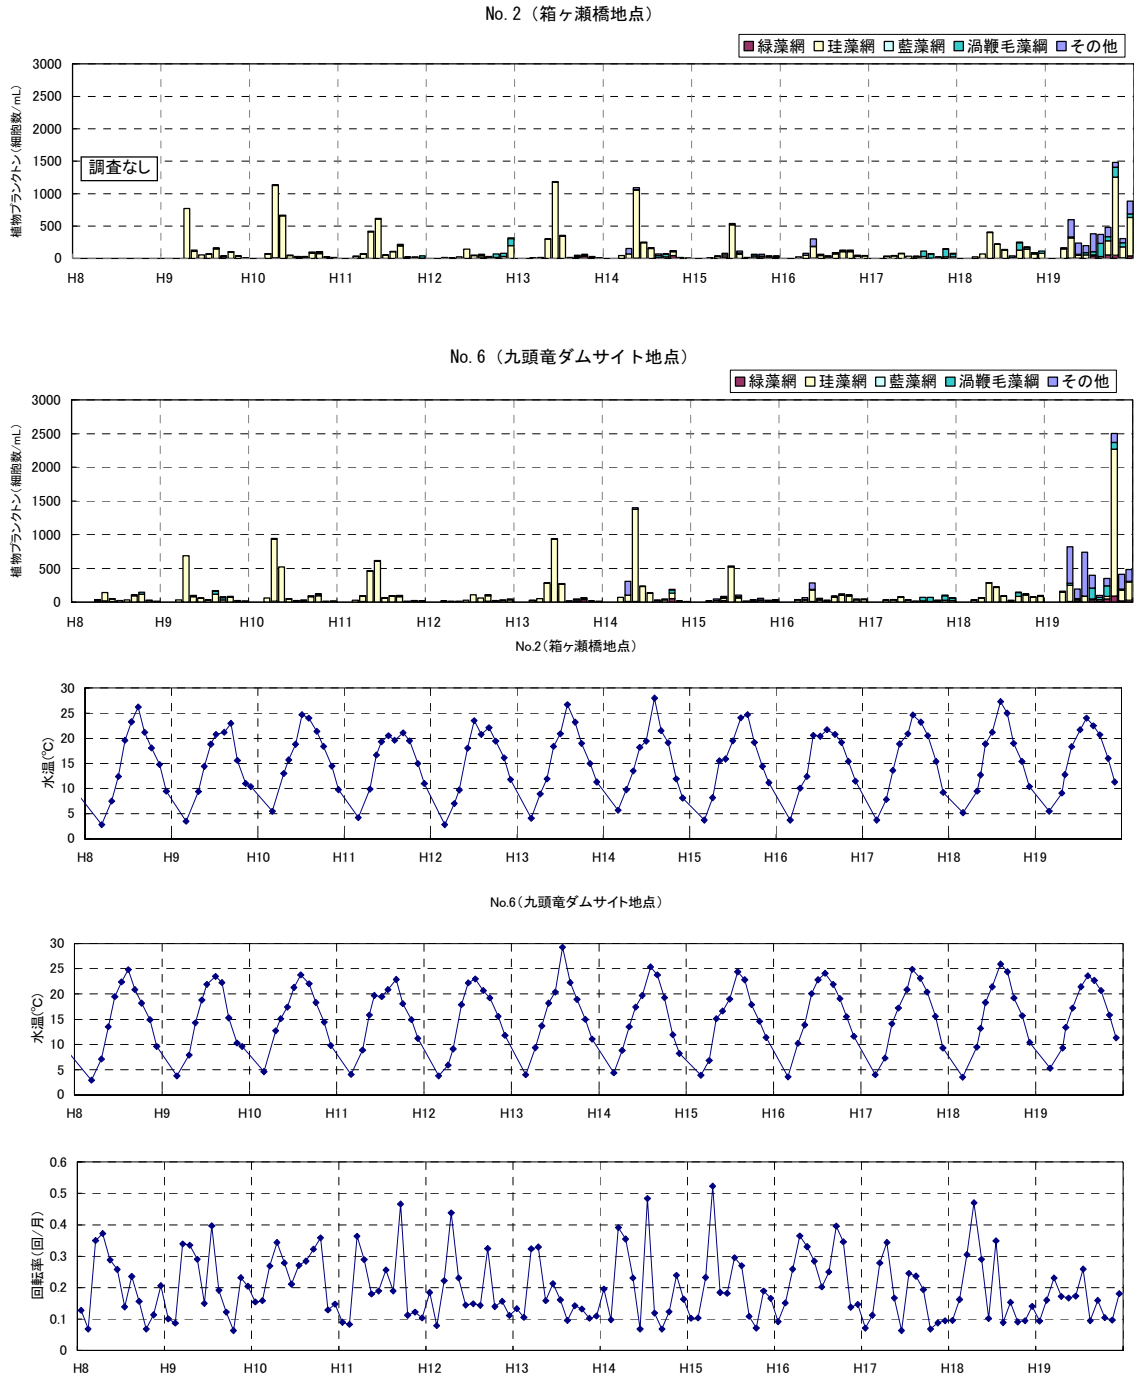 No. 2（箱ヶ瀬橋地点）
緑藻網 珪藻網 藍藻網 渦鞭毛藻綱 その他
植物プランクトン（細胞数/mL）
3000
2500
2000
1500
1000
500
0
調査なし
H8 H9 H10 H11 H12 H13 H14 H15 H16 H17 H18 H19
No. 6（九頭竜ダムサイト地点）
緑藻網 珪藻網 藍藻網 渦鞭毛藻綱 その他
植物プランクトン（細胞数/mL）
3000
2500
2000
1500
1000
500
0
H8 H9 H10 H11 H12 H13 H14 H15 H16 H17 H18 H19
No.2（箱ヶ瀬橋地点）
水温(℃)
30
25
20
15
10
5
0
H8 H9 H10 H11 H12 H13 H14 H15 H16 H17 H18 H19
No.6（九頭竜ダムサイト地点）
水温(℃)
30
25
20
15
10
5
0
H8 H9 H10 H11 H12 H13 H14 H15 H16 H17 H18 H19
回転率（回/月）
0.6
0.5
0.4
0.3
0.2
0.1
0
H8 H9 H10 H11 H12 H13 H14 H15 H16 H17 H18 H19